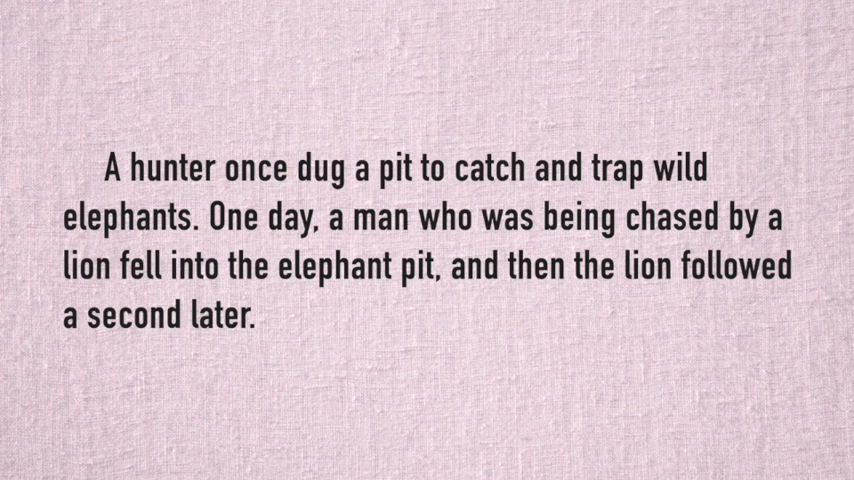 A hunter once dug a pit to catch and trap wild
elephants. One day, a man who was being chased by a
lion fell into the elephant pit, and then the lion followed
a second later.